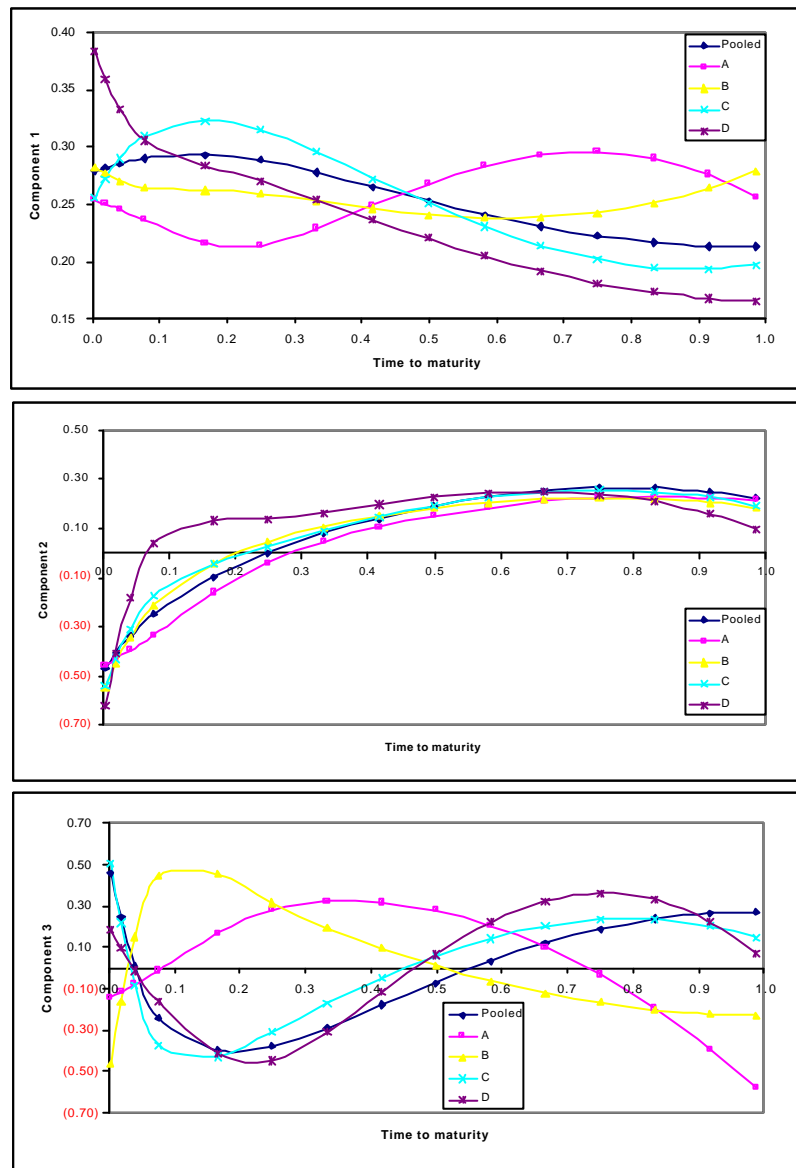 0.40
0.35
0.30
0.25
0.20
0.15
Component 1
0.0 0.1 0.2 0.3 0.4 0.5 0.6 0.7 0.8 0.9 1.0
Time to maturity
Pooled
A
B
C
D
0.50
0.30
0.10
(0.10)
(0.30)
(0.50)
(0.70)
Component 2
0.0 0.1 0.2 0.3 0.4 0.5 0.6 0.7 0.8 0.9 1.0
Time to maturity
Pooled
A
B
C
D
0.70
0.50
0.30
0.10
(0.10)
(0.30)
(0.50)
(0.70)
Component 3
0.0 0.1 0.2 0.3 0.4 0.5 0.6 0.7 0.8 0.9 1.0
Time to maturity
Pooled
A
B
C
D